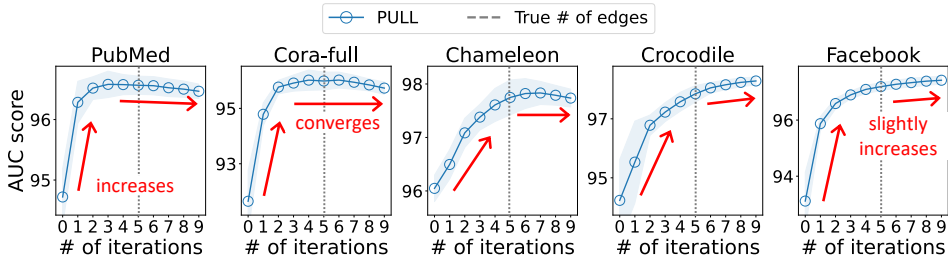 PULL True # of edges
PubMed Cora-full Chameleon Crocodile Facebook
AUC score
96
95
increases
0 1 2 3 4 5 6 7 8 9
# of iterations
95
93
converges
0 1 2 3 4 5 6 7 8 9
# of iterations
98
97
96
0 1 2 3 4 5 6 7 8 9
# of iterations
97
95
0 1 2 3 4 5 6 7 8 9
# of iterations
96
94
slightly
increases
0 1 2 3 4 5 6 7 8 9
# of iterations